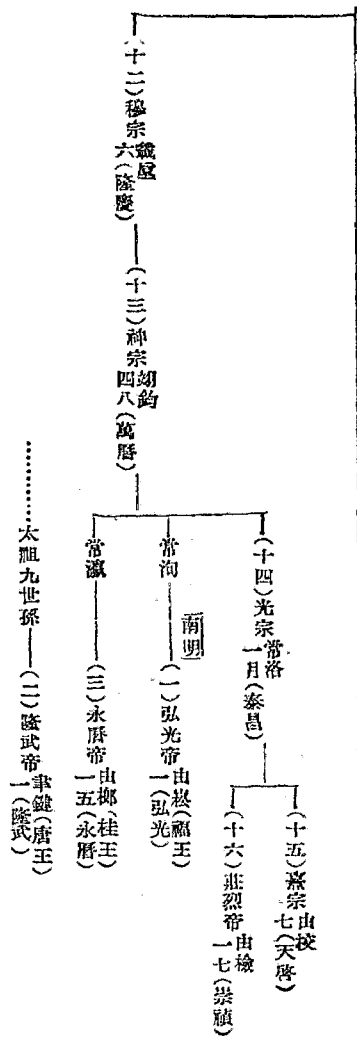 (十二)穆宗
載垕
六(隆慶)
(十三)神宗
翊鈞
四八(萬曆)
(十四)光宗
常洛
一月(泰昌)
(十五)熹宗
由校
七(天啓)
(十六)莊烈帝
由檢
一七(崇禎)
常洵
南明
(一)弘光帝
由崧(福王)
一(弘光)
常瀛
(三)永曆帝
由榔(桂王)
一五(永曆)
太祖九世孫
(二)隆武帝
聿鍵(唐王)
一(隆武)